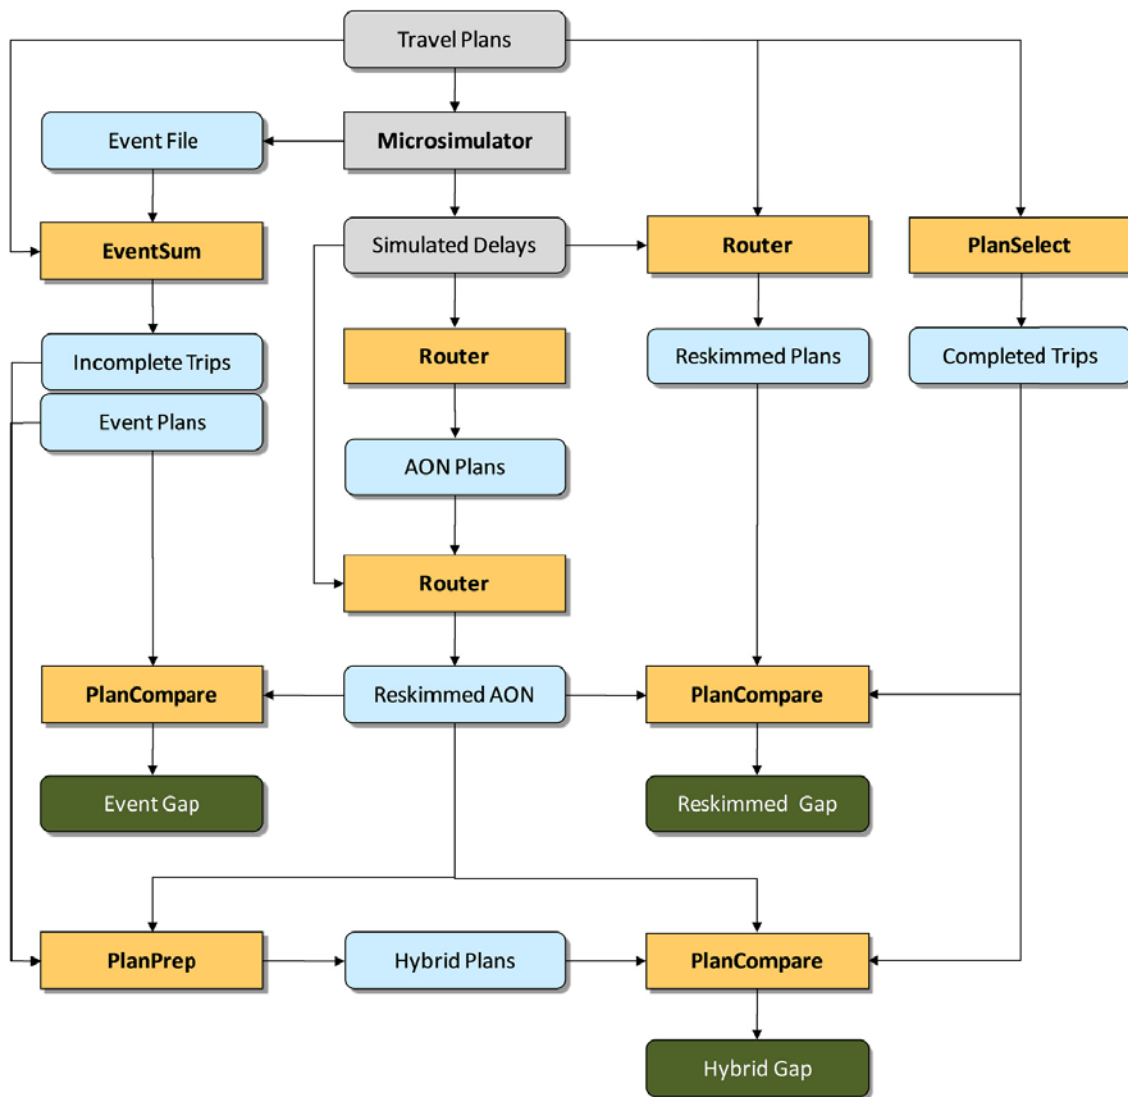 Travel Plans
Event File
Microsimulator
EventSum
Simulated Delays
Router
PlanSelect
Incomplete Trips
Router
Reskimmed Plans
Completed Trips
Event Plans
AON Plans
Router
PlanCompare
Reskimmed AON
PlanCompare
Event Gap
Reskimmed Gap
PlanPrep
Hybrid Plans
PlanCompare
Hybrid Gap